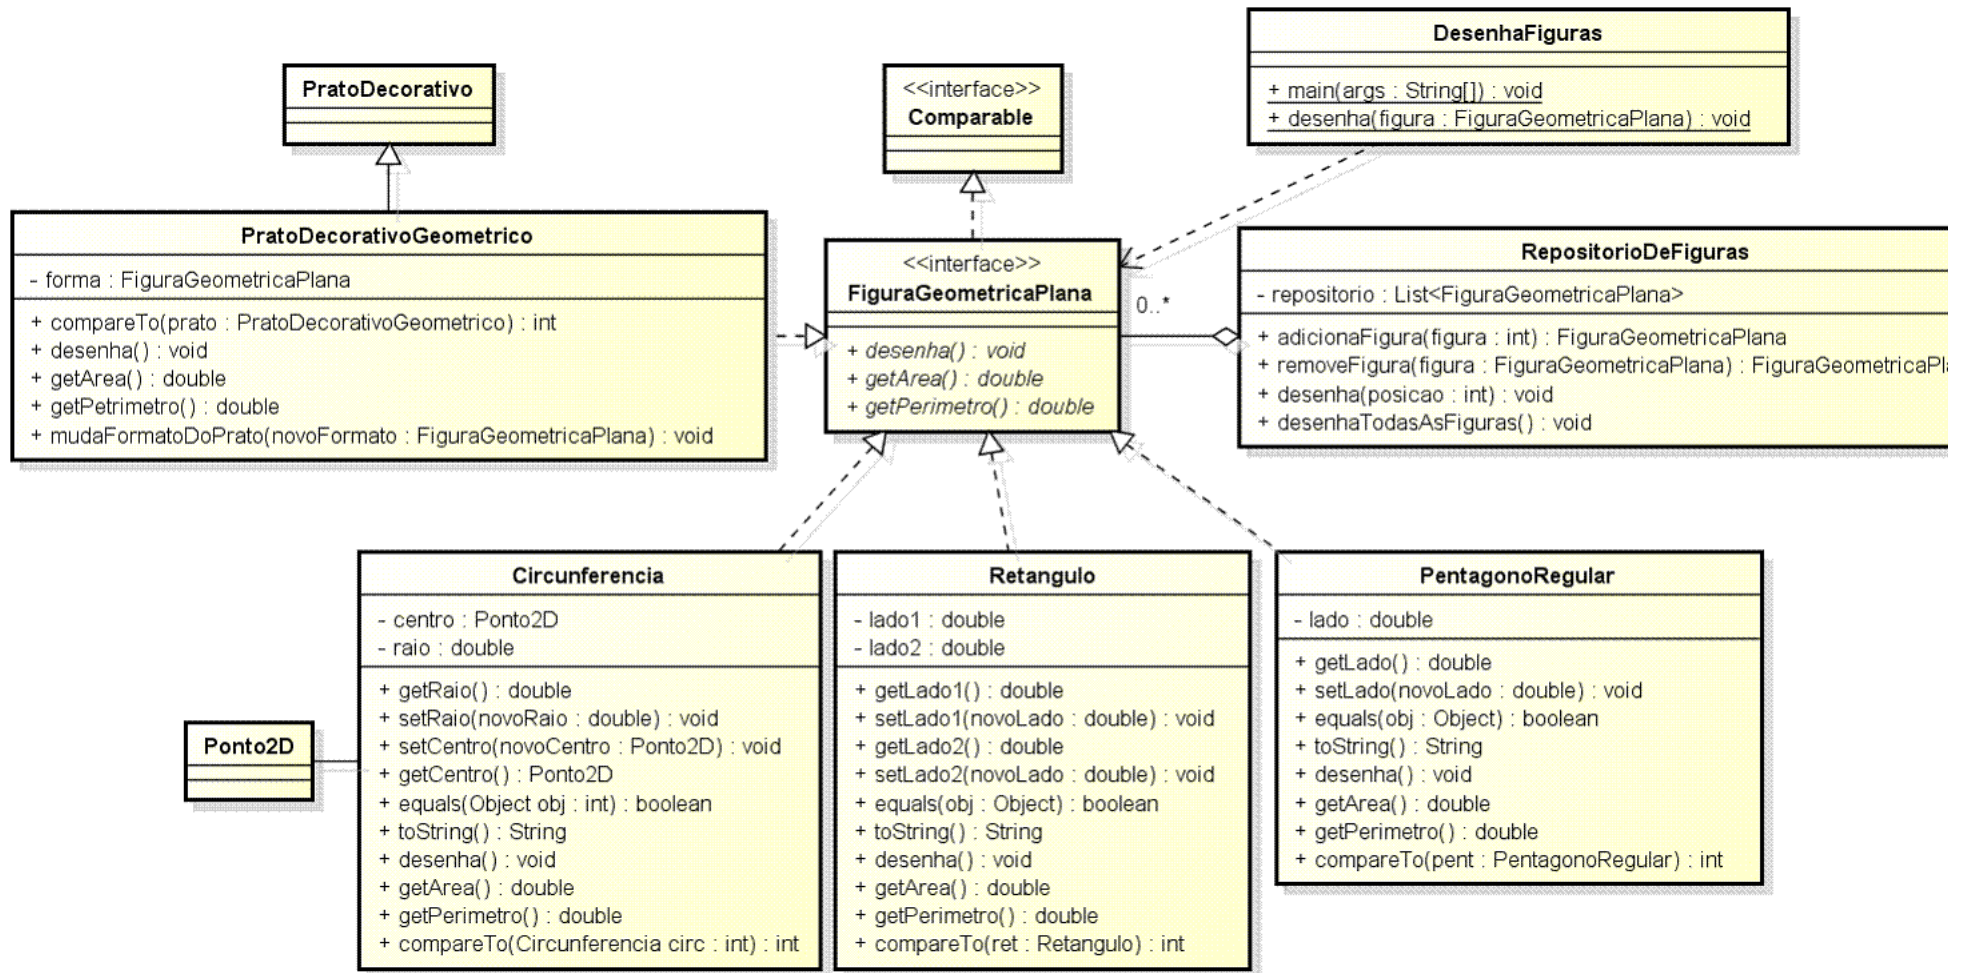 PratoDecorativo
<<interface>>
Comparable
DesenhaFiguras
+ main(args : String[]) : void
+ desenha(figura : FiguraGeometricaPlana) : void
PratoDecorativoGeometrico
- forma : FiguraGeometricaPlana
+ compareTo(prato : PratoDecorativoGeometrico) : int
+ desenha() : void
+ getArea() : double
+ getPetrimetro() : double
+ mudaFormatoDoPrato(novoFormato : FiguraGeometricaPlana) : void
<<interface>>
FiguraGeometricaPlana
+ desenha() : void
+ getArea() : double
+ getPerimetro() : double
0..*
RepositorioDeFiguras
- repositorio : List<FiguraGeometricaPlana>
+ adicionaFigura(figura : int) : FiguraGeometricaPlana
+ removeFigura(figura : FiguraGeometricaPlana) : FiguraGeometricaPl
+ desenha(posicao : int) : void
+ desenhaTodasAsFiguras() : void
Ponto2D
Circunferencia
- centro : Ponto2D
- raio : double
+ getRaio() : double
+ setRaio(novoRaio : double) : void
+ setCentro(novoCentro : Ponto2D) : void
+ getCentro() : Ponto2D
+ equals(Object obj : int) : boolean
+ toString() : String
+ desenha() : void
+ getArea() : double
+ getPerimetro() : double
+ compareTo(Circunferencia circ : int) : int
Retangulo
- lado1 : double
- lado2 : double
+ getLado1() : double
+ setLado1(novoLado : double) : void
+ getLado2() : double
+ setLado2(novoLado : double) : void
+ equals(obj : Object) : boolean
+ toString() : String
+ desenha() : void
+ getArea() : double
+ getPerimetro() : double
+ compareTo(ret : Retangulo) : int
PentagonoRegular
- lado : double
+ getLado() : double
+ setLado(novoLado : double) : void
+ equals(obj : Object) : boolean
+ toString() : String
+ desenha() : void
+ getArea() : double
+ getPerimetro() : double
+ compareTo(pent : PentagonoRegular) : int